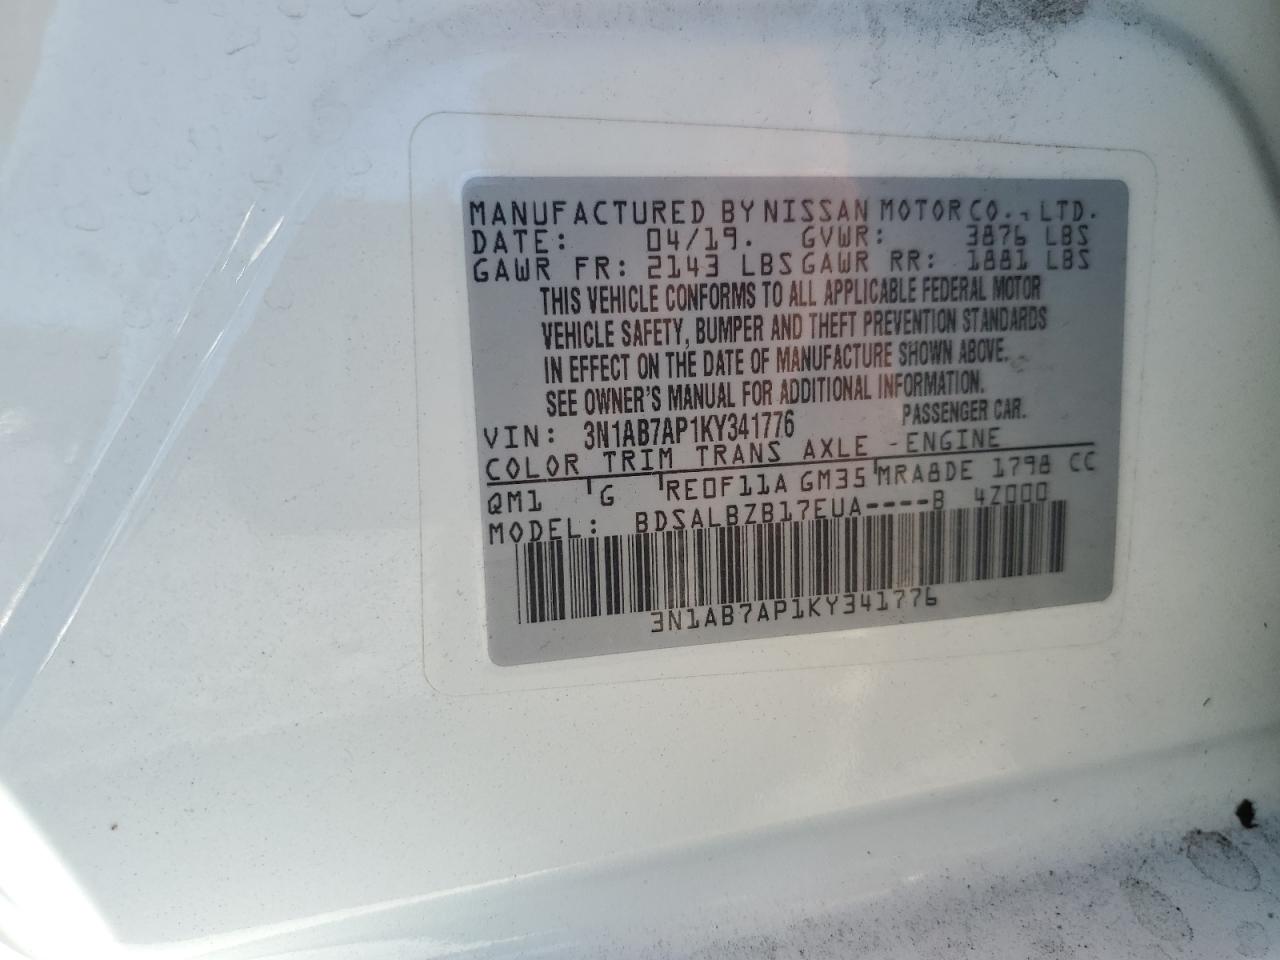 MANUFACTURED BY NISSAN MOTOR CO., LTD.
DATE: 04/19. GVWR: 3876 LBS
GAWR FR: 2143 LBS GAWR RR: 1881 LBS
THIS VEHICLE CONFORMS TO ALL APPLICABLE FEDERAL MOTOR
VEHICLE SAFETY, BUMPER AND THEFT PREVENTION STANDARDS
IN EFFECT ON THE DATE OF MANUFACTURE SHOWN ABOVE.
SEE OWNER'S MANUAL FOR ADDITIONAL INFORMATION.
VIN: 3N1AB7AP1KY341776 PASSENGER CAR.
COLOR TRIM TRANS AXLE - ENGINE
QM1 G RE0F11A GM35 MRA8DE 1798 CC
MODEL: BDSALBZB17EUA----B 4Z000
3N1AB7AP1KY341776